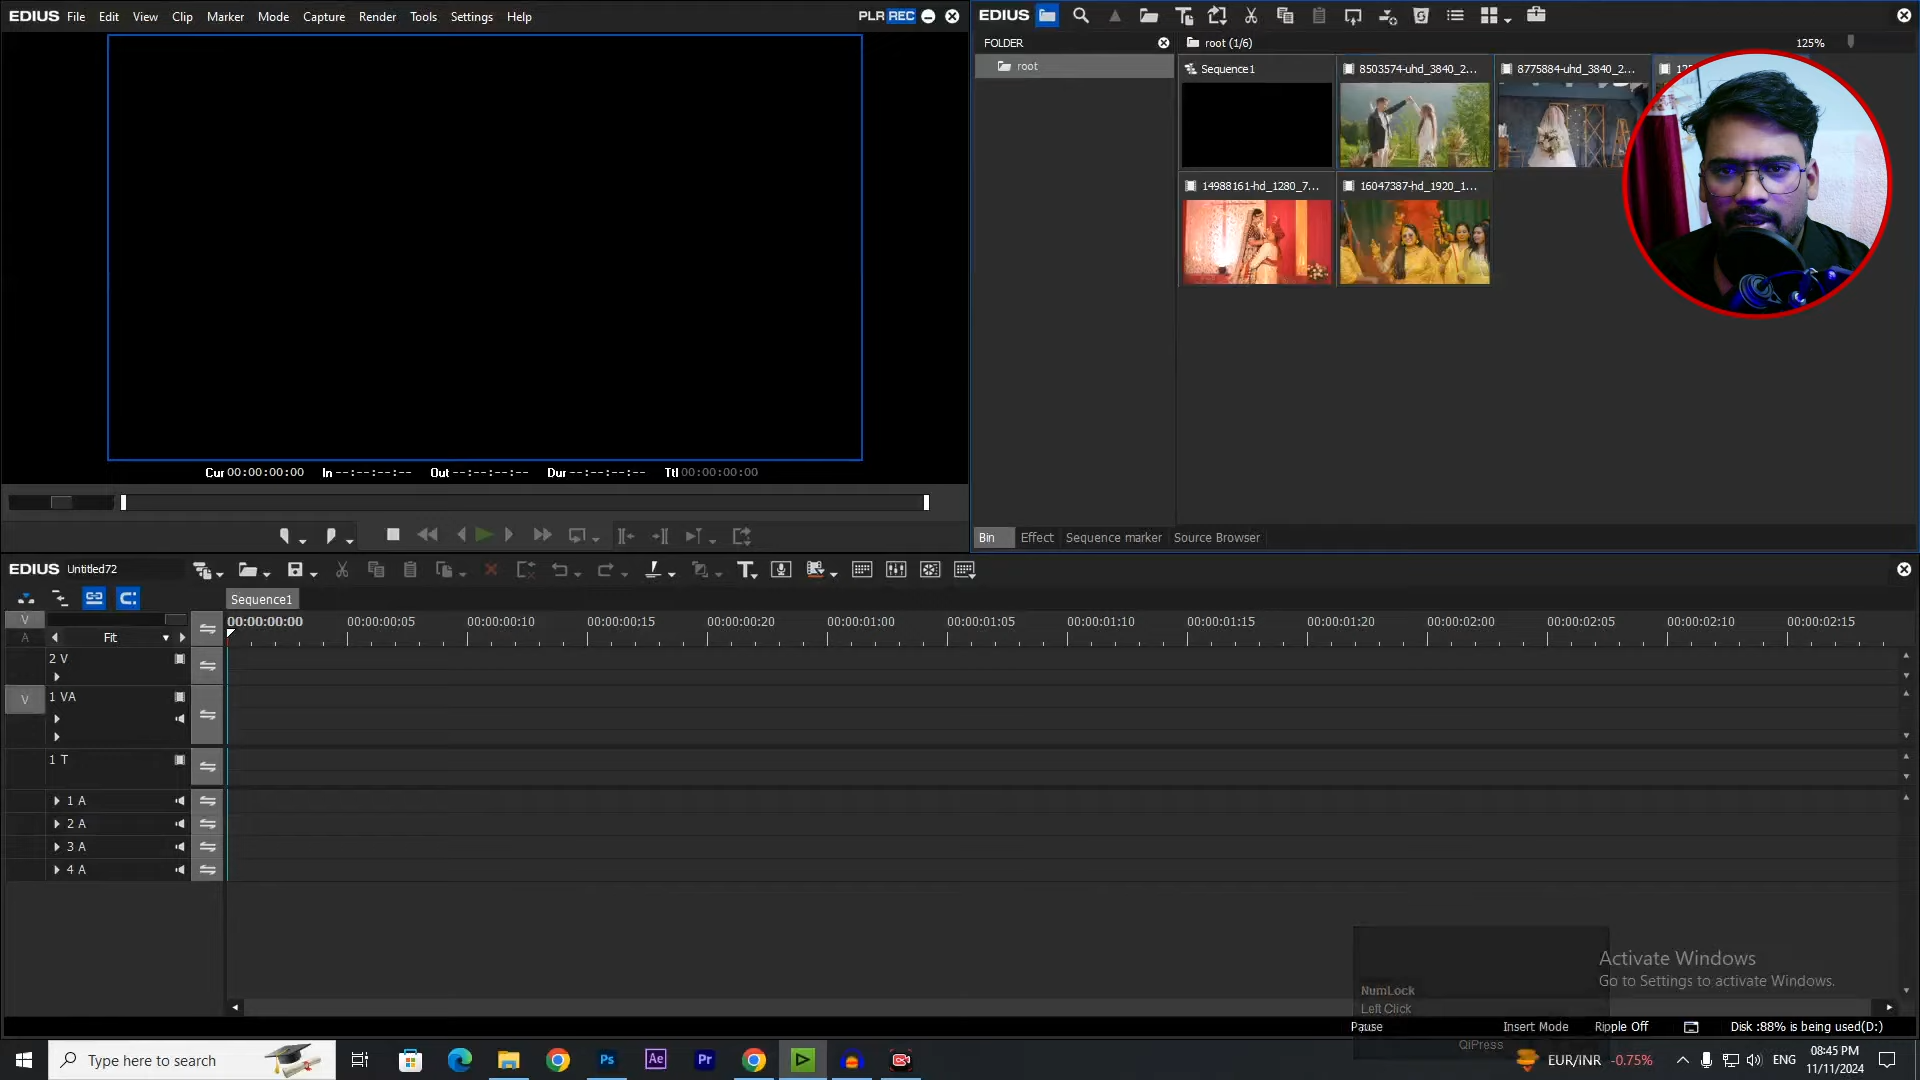 EDIUS File Edit View Clip Marker Mode Capture Render Tools Settings Help
PLR REC
EDIUS
FOLDER
root (1/6)
125%
root
Sequence1
8503574-uhd_3840_2...
8775884-uhd_3840_2...
14988161-hd_1280_7...
16047387-hd_1920_1...
Cur 00:00:00:00 In --:--:--:-- Out --:--:--:-- Dur --:--:--:-- Ttl 00:00:00:00
Bin Effect Sequence marker Source Browser
EDIUS Untitled72
Sequence1
V
A
Fit
00:00:00:00 00:00:00:05 00:00:00:10 00:00:00:15 00:00:00:20 00:00:01:00 00:00:01:05 00:00:01:10 00:00:01:15 00:00:01:20 00:00:02:00 00:00:02:05 00:00:02:10 00:00:02:15
2 V
V
1 VA
1 T
1 A
2 A
3 A
4 A
Activate Windows
Go to Settings to activate Windows.
NumLock
Left Click
Pause Insert Mode Ripple Off Disk :88% is being used(D:)
QiPress
Type here to search
Ps
Ae
Pr
EUR/INR -0.75%
ENG
08:45 PM
11/11/2024